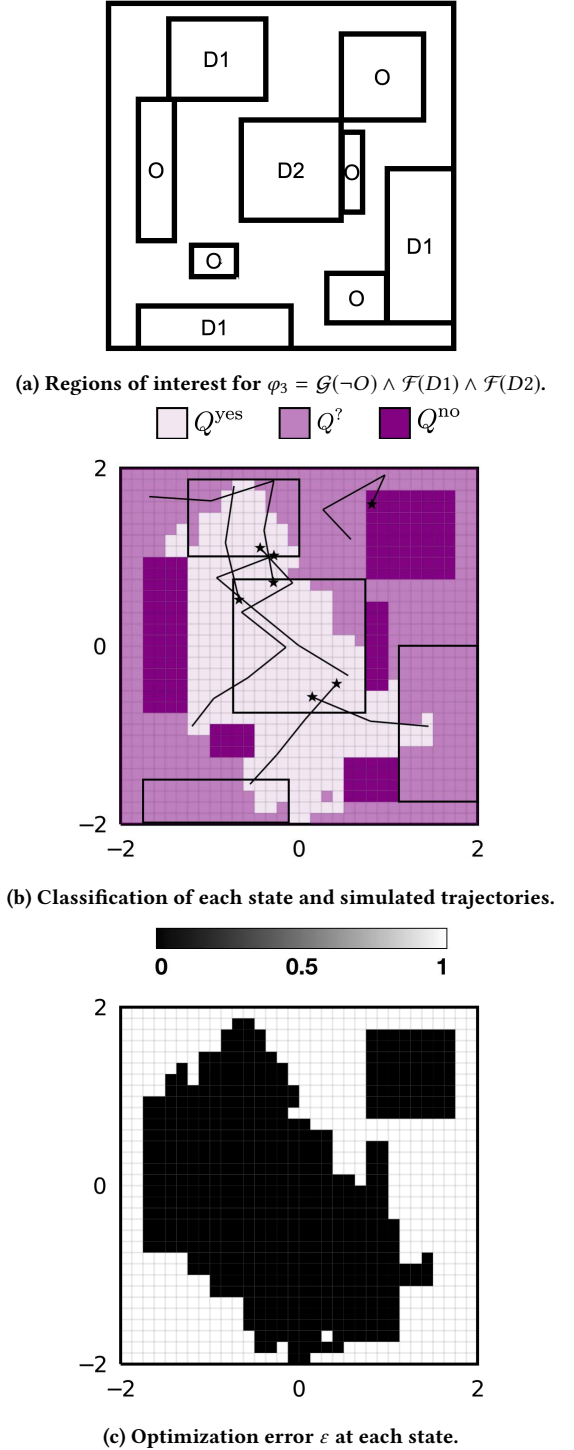 D1
O
O
D2
O
D1
O
O
D1
(a) Regions of interest for φ₃ = 𝒢(¬O) ∧ ℱ(D1) ∧ ℱ(D2).
Q^yes Q^? Q^no
2
0
−2
−2 0 2
(b) Classification of each state and simulated trajectories.
0 0.5 1
2
0
−2
−2 0 2
(c) Optimization error ε at each state.